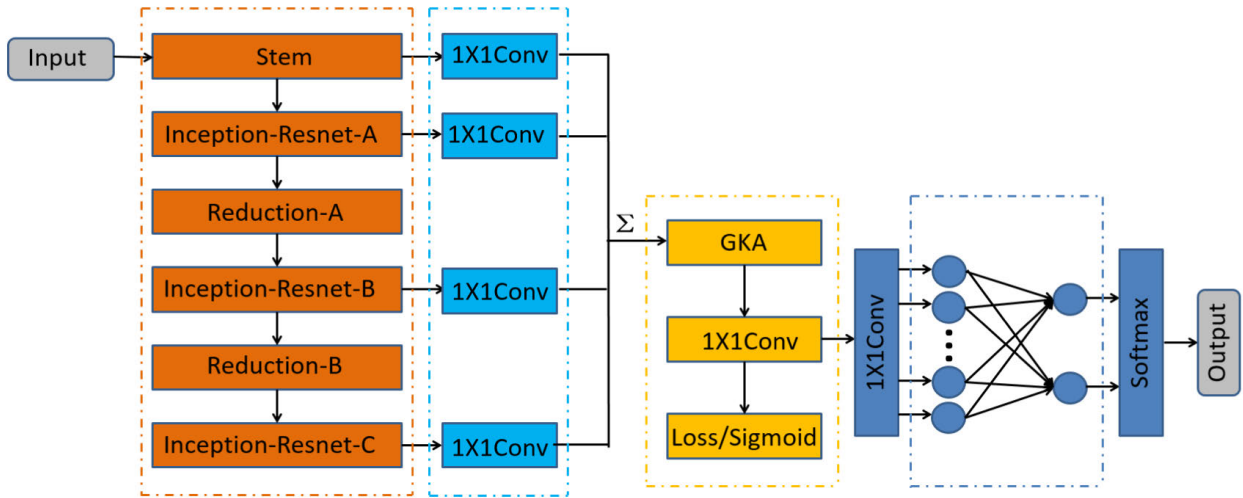 Input
Stem
1X1Conv
Inception-Resnet-A
1X1Conv
Reduction-A
Inception-Resnet-B
1X1Conv
Reduction-B
Inception-Resnet-C
1X1Conv
Σ
GKA
1X1Conv
Loss/Sigmoid
1X1Conv
Softmax
Output